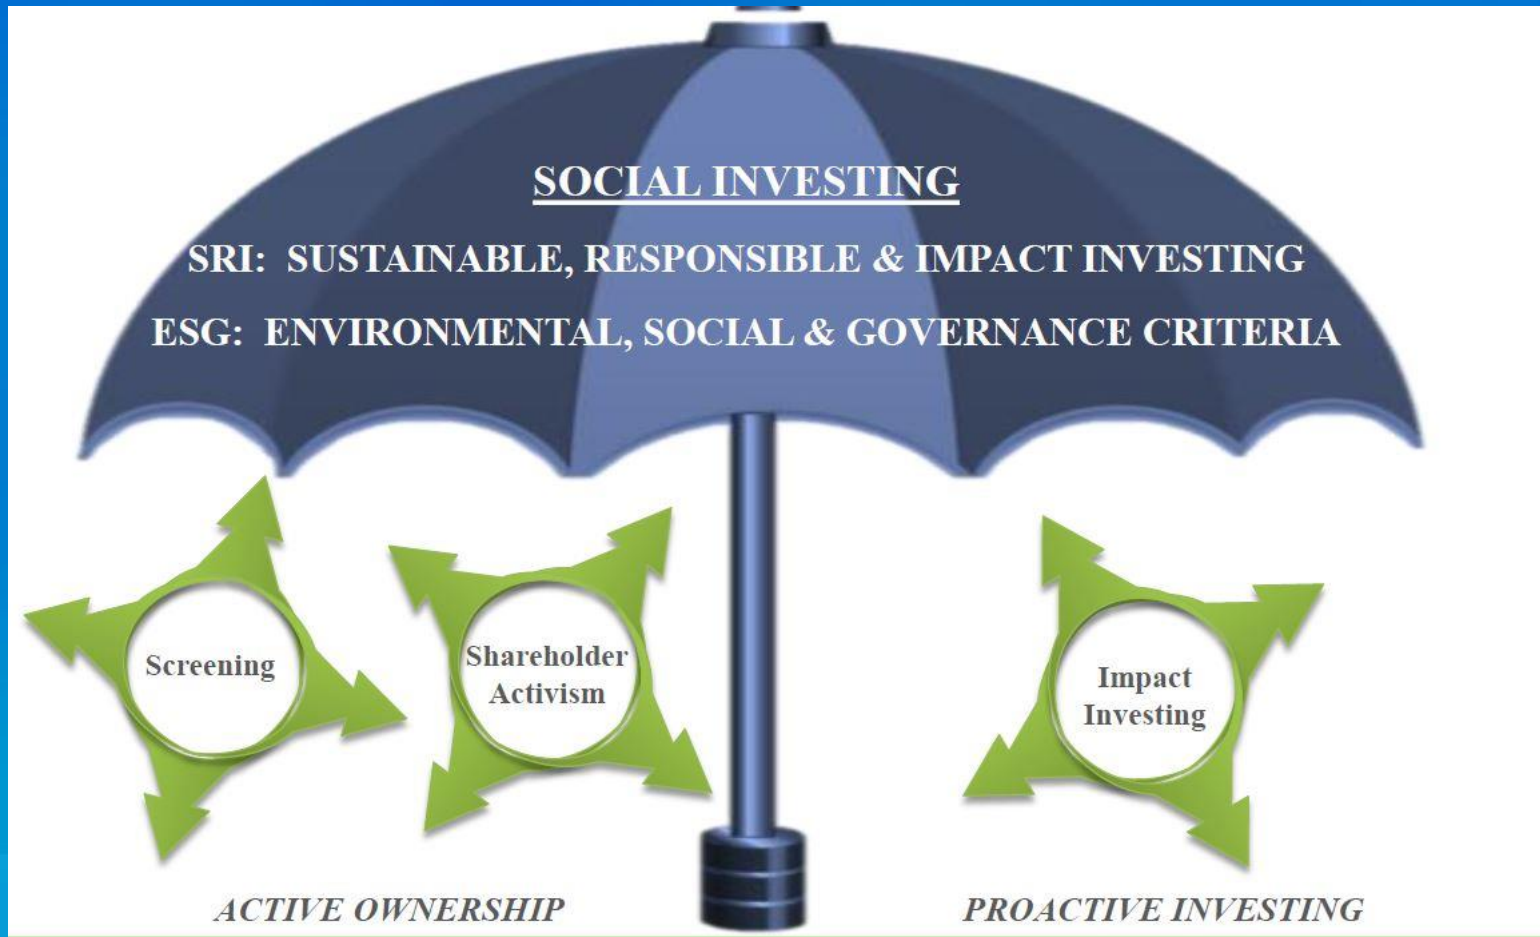 SOCIAL INVESTING
SRI: SUSTAINABLE, RESPONSIBLE & IMPACT INVESTING
ESG: ENVIRONMENTAL, SOCIAL & GOVERNANCE CRITERIA
Screening
Shareholder
Activism
Impact
Investing
ACTIVE OWNERSHIP
PROACTIVE INVESTING